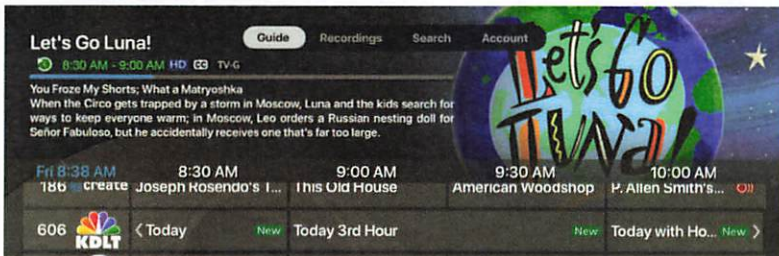 Let's Go Luna!
Guide Recordings Search Account
8:30 AM - 9:00 AM HD CC TV-G
You Froze My Shorts; What a Matryoshka
When the Circo gets trapped by a storm in Moscow, Luna and the kids search for
ways to keep everyone warm; in Moscow, Leo orders a Russian nesting doll for
Señor Fabuloso, but he accidentally receives one that's far too large.
Let's Go
Luna!
Fri 8:38 AM 8:30 AM 9:00 AM 9:30 AM 10:00 AM
186 create Joseph Rosendo's T... This Old House American Woodshop P. Allen Smith's...
606 KDLT Today New Today 3rd Hour New Today with Ho... New